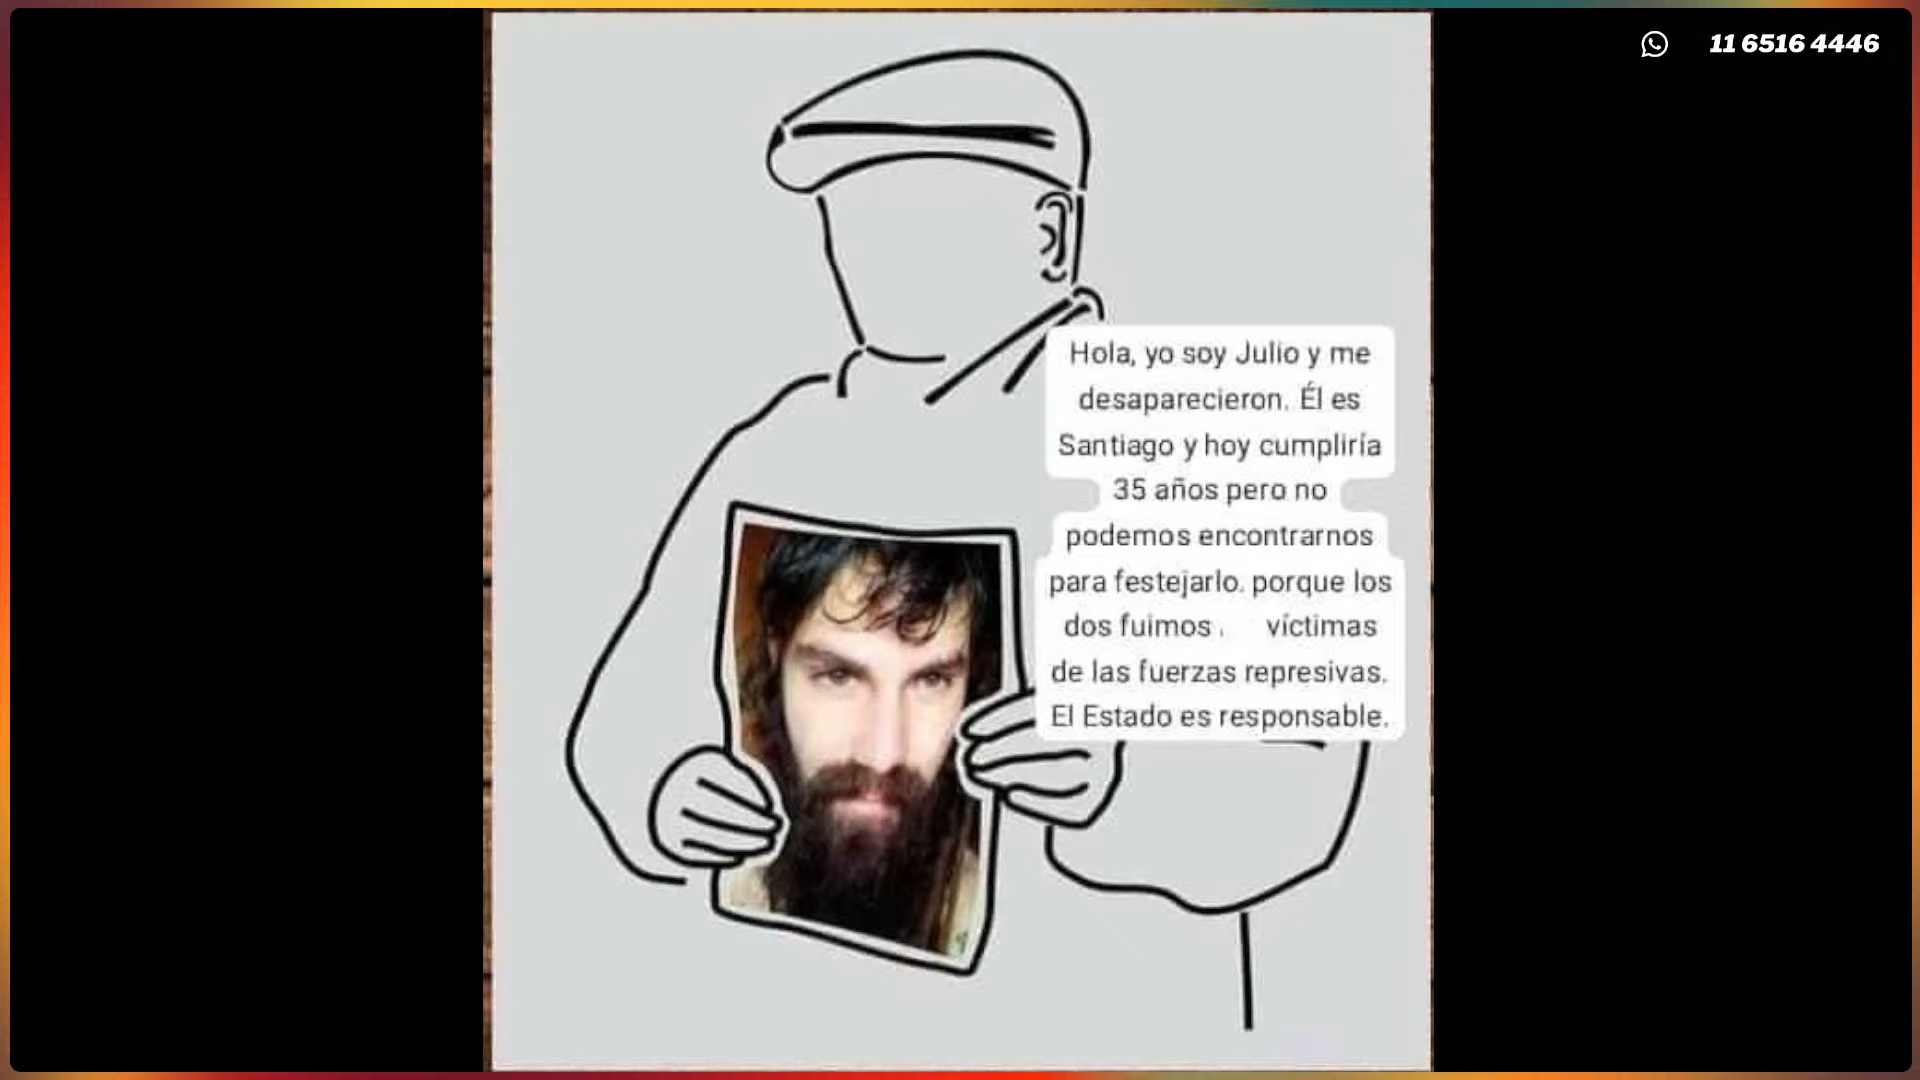 11 6516 4446
Hola, yo soy Julio y me
desaparecieron. Él es
Santiago y hoy cumpliría
35 años pero no
podemos encontrarnos
para festejarlo. porque los
dos fuimos . víctimas
de las fuerzas represivas.
El Estado es responsable.